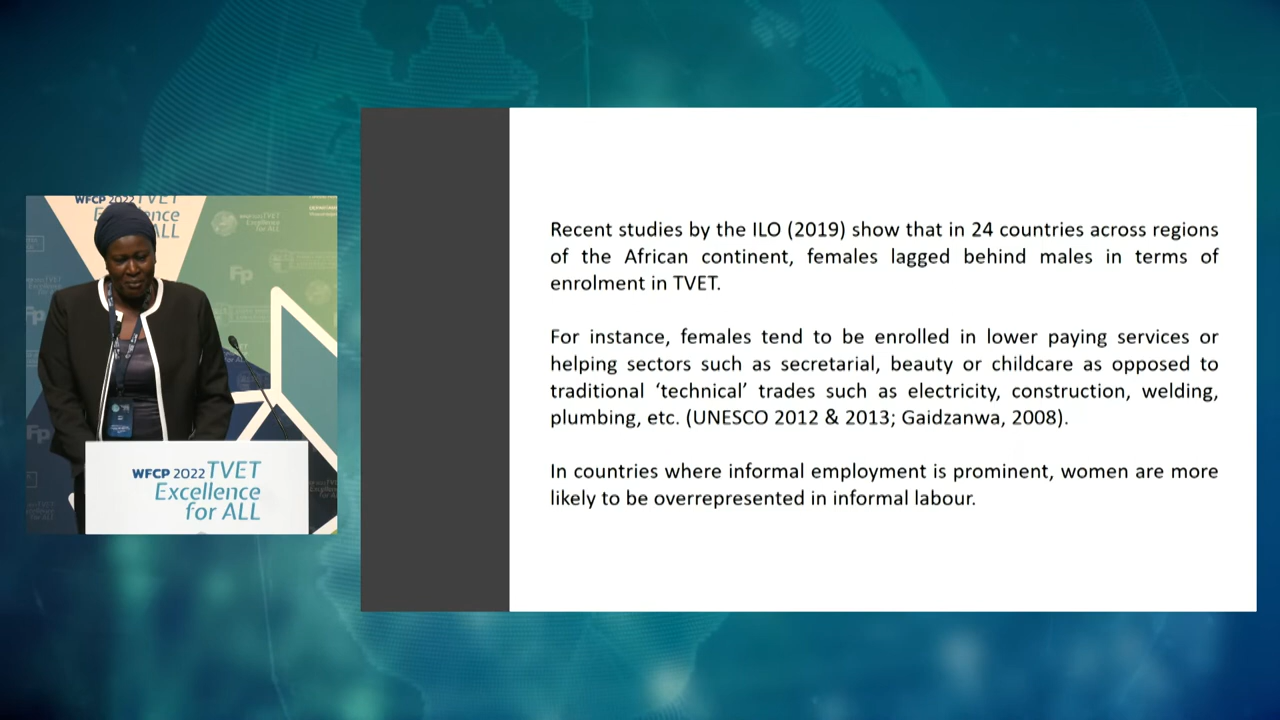 WFCP 2022 TVET
Excellence
for ALL
WFCP 2022 TVET
Excellence
for ALL
Fp
Recent studies by the ILO (2019) show that in 24 countries across regions
of the African continent, females lagged behind males in terms of
enrolment in TVET.
For instance, females tend to be enrolled in lower paying services or
helping sectors such as secretarial, beauty or childcare as opposed to
traditional ‘technical’ trades such as electricity, construction, welding,
plumbing, etc. (UNESCO 2012 & 2013; Gaidzanwa, 2008).
In countries where informal employment is prominent, women are more
likely to be overrepresented in informal labour.